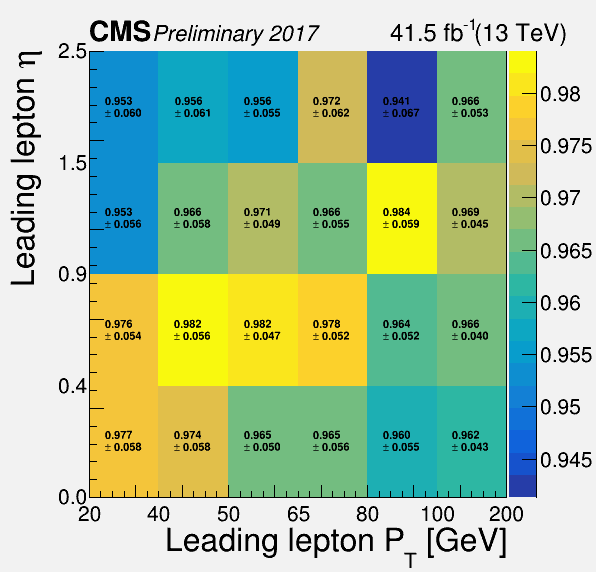 CMS Preliminary 2017 41.5 fb⁻¹(13 TeV)
Leading lepton η
2.5
1.5
0.9
0.4
0.0
0.953 0.956 0.956 0.972 0.941 0.966
± 0.060 ± 0.061 ± 0.055 ± 0.062 ± 0.067 ± 0.053
0.953 0.966 0.971 0.966 0.984 0.969
± 0.056 ± 0.058 ± 0.049 ± 0.055 ± 0.059 ± 0.045
0.976 0.982 0.982 0.978 0.964 0.966
± 0.054 ± 0.056 ± 0.047 ± 0.052 ± 0.052 ± 0.040
0.977 0.974 0.965 0.965 0.960 0.962
± 0.058 ± 0.058 ± 0.050 ± 0.056 ± 0.055 ± 0.043
20 40 50 65 80 100 200
Leading lepton P_T [GeV]
0.98
0.975
0.97
0.965
0.96
0.955
0.95
0.945